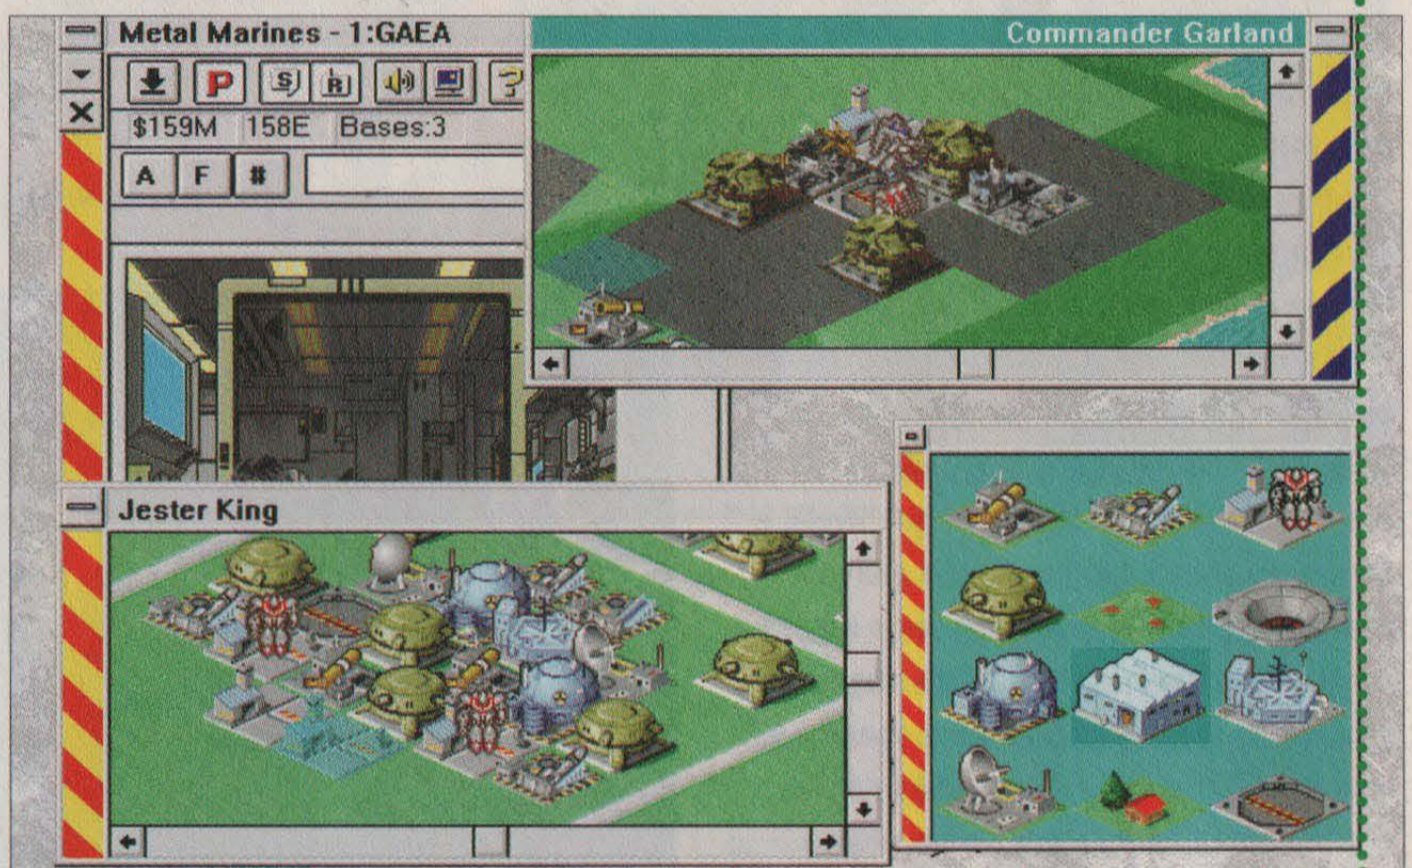 Metal Marines - 1:GAEA
Commander Garland
P S R ?
$159M 158E Bases:3
A F #
Jester King